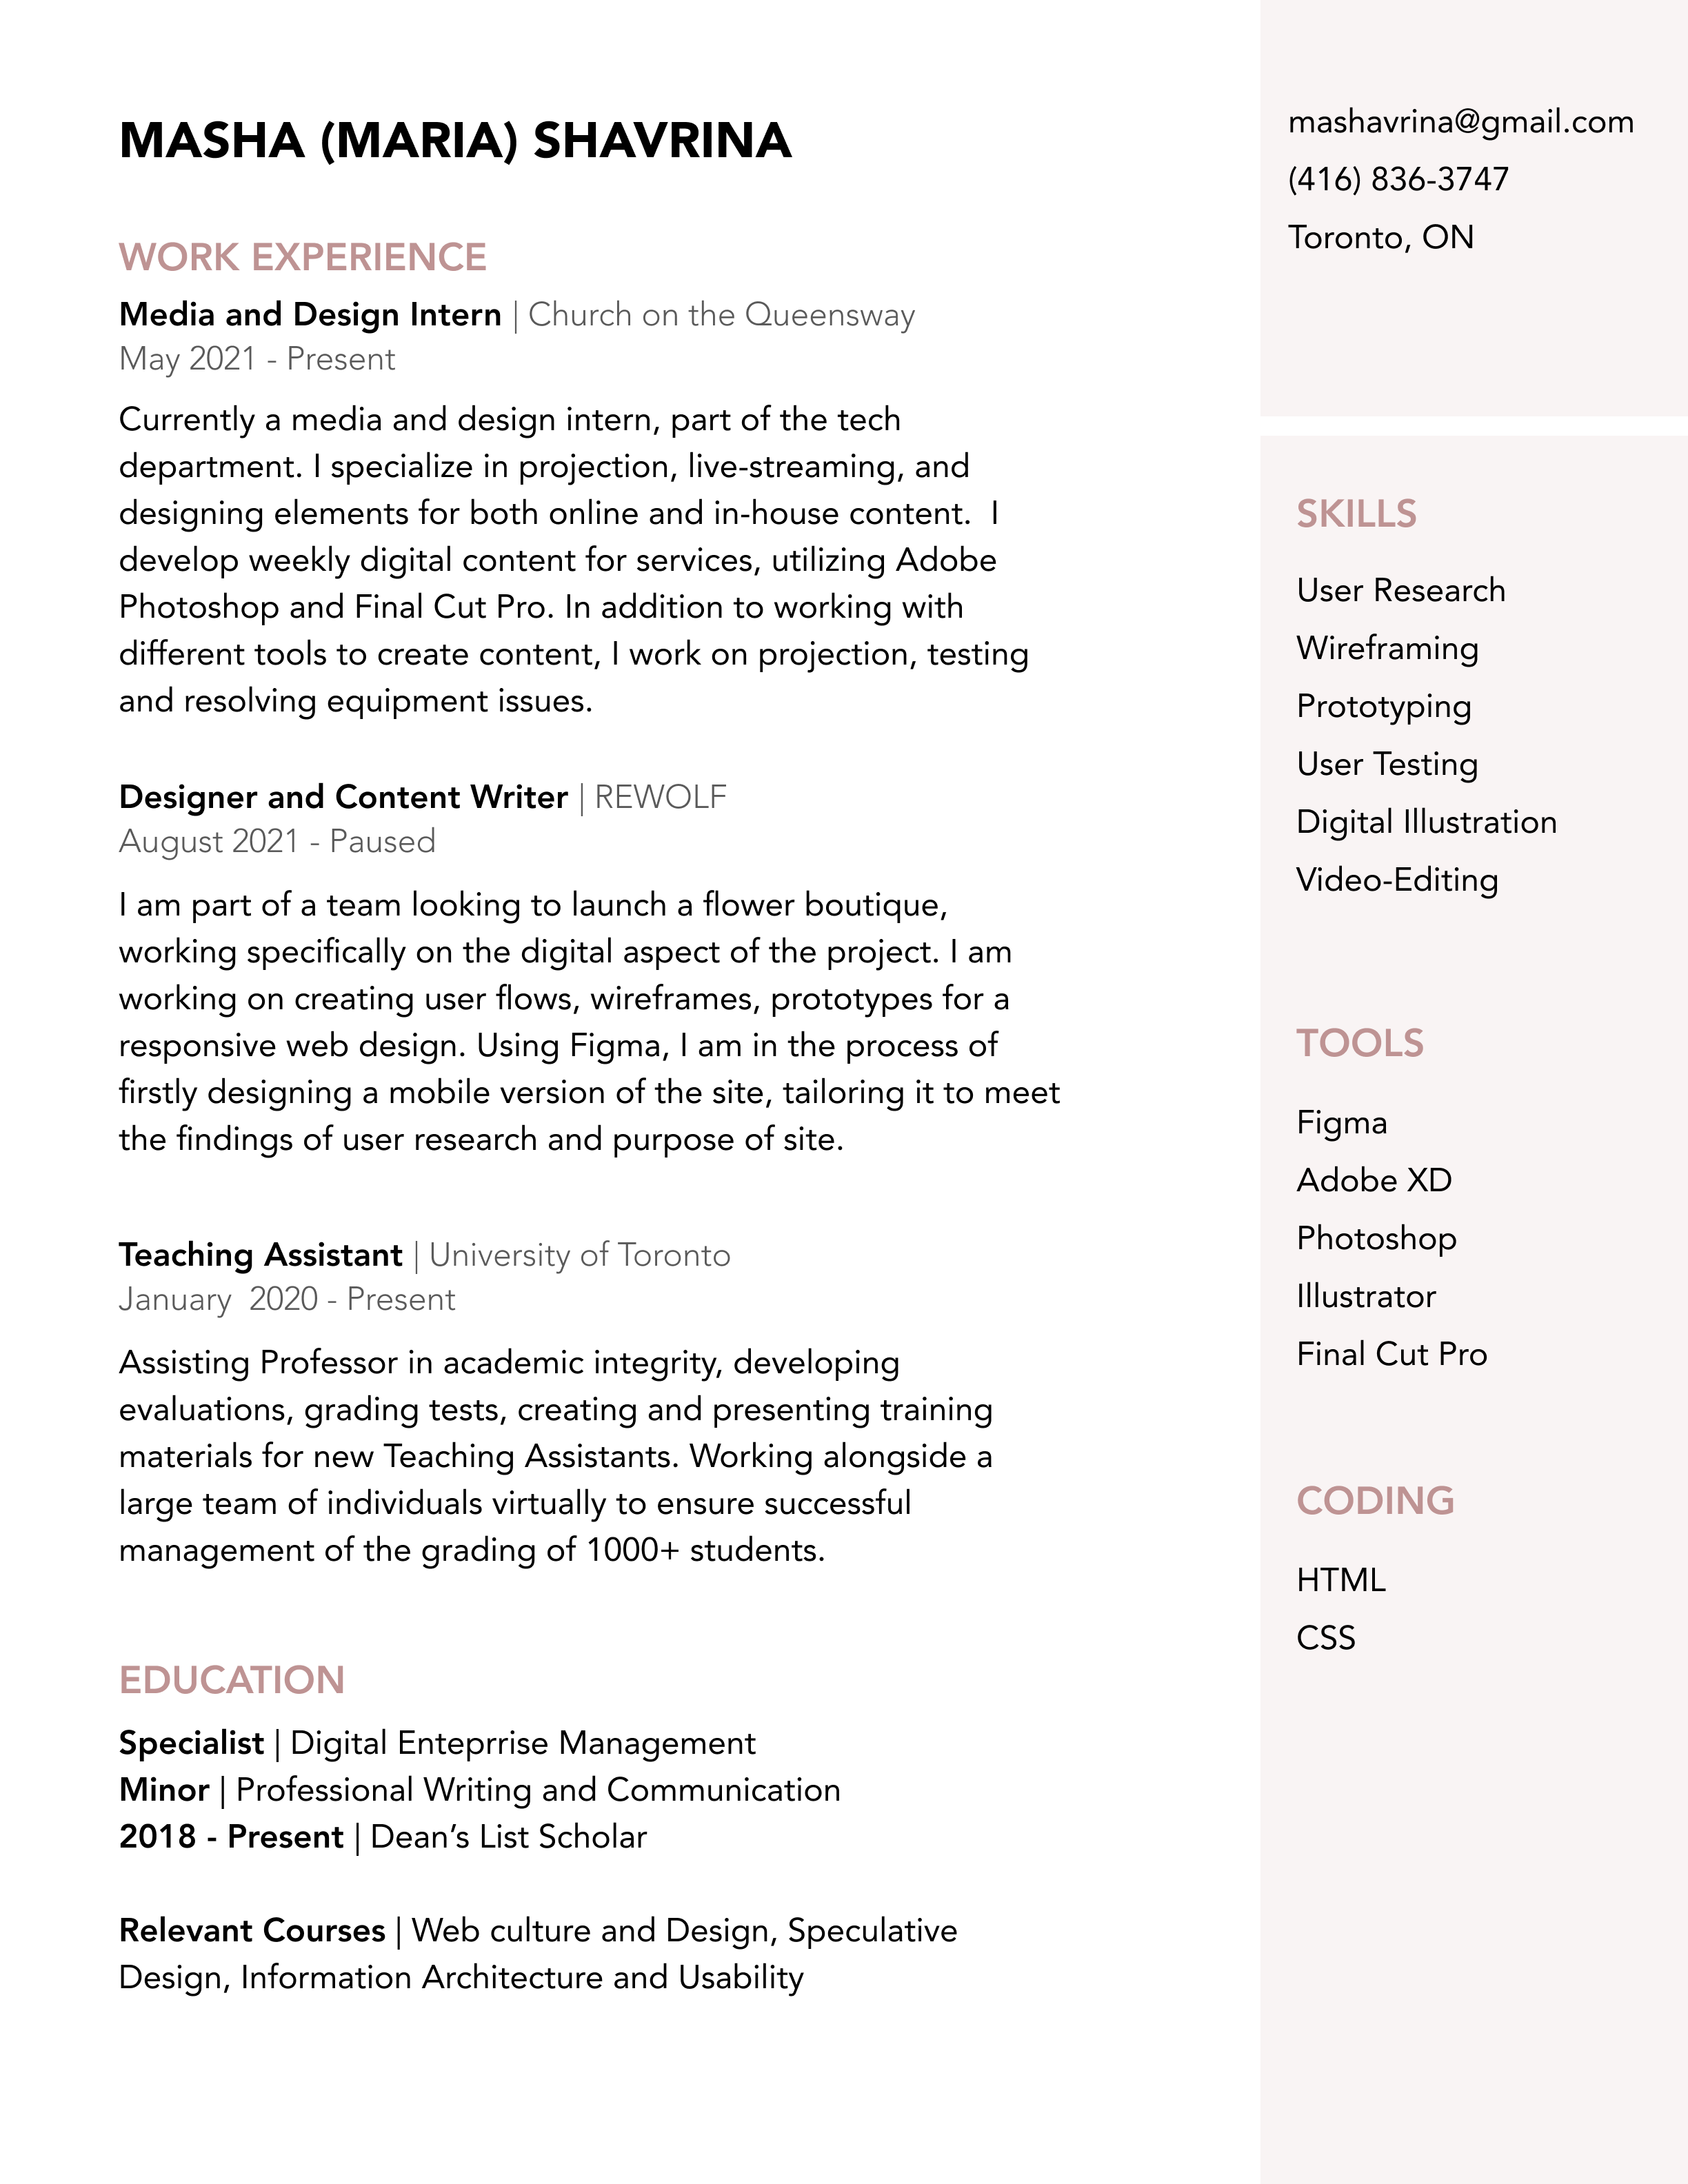 MASHA (MARIA) SHAVRINA
WORK EXPERIENCE
Media and Design Intern | Church on the Queensway
May 2021 - Present
Currently a media and design intern, part of the tech
department. I specialize in projection, live-streaming, and
designing elements for both online and in-house content.  I
develop weekly digital content for services, utilizing Adobe
Photoshop and Final Cut Pro. In addition to working with
different tools to create content, I work on projection, testing
and resolving equipment issues.
Designer and Content Writer | REWOLF
August 2021 - Paused
I am part of a team looking to launch a flower boutique,
working specifically on the digital aspect of the project. I am
working on creating user flows, wireframes, prototypes for a
responsive web design. Using Figma, I am in the process of
firstly designing a mobile version of the site, tailoring it to meet
the findings of user research and purpose of site.
Teaching Assistant | University of Toronto
January  2020 - Present
Assisting Professor in academic integrity, developing
evaluations, grading tests, creating and presenting training
materials for new Teaching Assistants. Working alongside a
large team of individuals virtually to ensure successful
management of the grading of 1000+ students.
EDUCATION
Specialist | Digital Enteprrise Management
Minor | Professional Writing and Communication
2018 - Present | Dean’s List Scholar
Relevant Courses | Web culture and Design, Speculative
Design, Information Architecture and Usability
mashavrina@gmail.com
(416) 836-3747
Toronto, ON
SKILLS
User Research
Wireframing
Prototyping
User Testing
Digital Illustration
Video-Editing
TOOLS
Figma
Adobe XD
Photoshop
Illustrator
Final Cut Pro
CODING
HTML
CSS